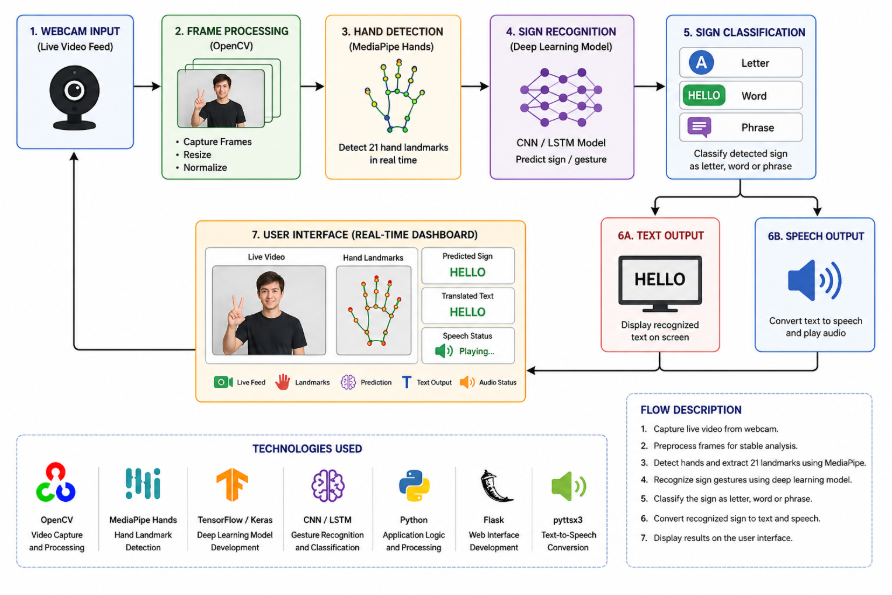 1. WEBCAM INPUT
(Live Video Feed)
2. FRAME PROCESSING
(OpenCV)
• Capture Frames
• Resize
• Normalize
3. HAND DETECTION
(MediaPipe Hands)
Detect 21 hand landmarks
in real time
4. SIGN RECOGNITION
(Deep Learning Model)
CNN / LSTM Model
Predict sign / gesture
5. SIGN CLASSIFICATION
A Letter
HELLO Word
Phrase
Classify detected sign
as letter, word or phrase
6A. TEXT OUTPUT
HELLO
Display recognized
text on screen
6B. SPEECH OUTPUT
Convert text to speech
and play audio
7. USER INTERFACE (REAL-TIME DASHBOARD)
Live Video
Hand Landmarks
Predicted Sign
HELLO
Translated Text
HELLO
Speech Status
Playing...
Live Feed
Landmarks
Prediction
T Text Output
Audio Status
TECHNOLOGIES USED
OpenCV
Video Capture
and Processing
MediaPipe Hands
Hand Landmark
Detection
TensorFlow / Keras
Deep Learning Model
Development
CNN / LSTM
Gesture Recognition
and Classification
Python
Application Logic
and Processing
Flask
Web Interface
Development
pyttsx3
Text-to-Speech
Conversion
FLOW DESCRIPTION
1. Capture live video from webcam.
2. Preprocess frames for stable analysis.
3. Detect hands and extract 21 landmarks using MediaPipe.
4. Recognize sign gestures using deep learning model.
5. Classify the sign as letter, word or phrase.
6. Convert recognized sign to text and speech.
7. Display results on the user interface.